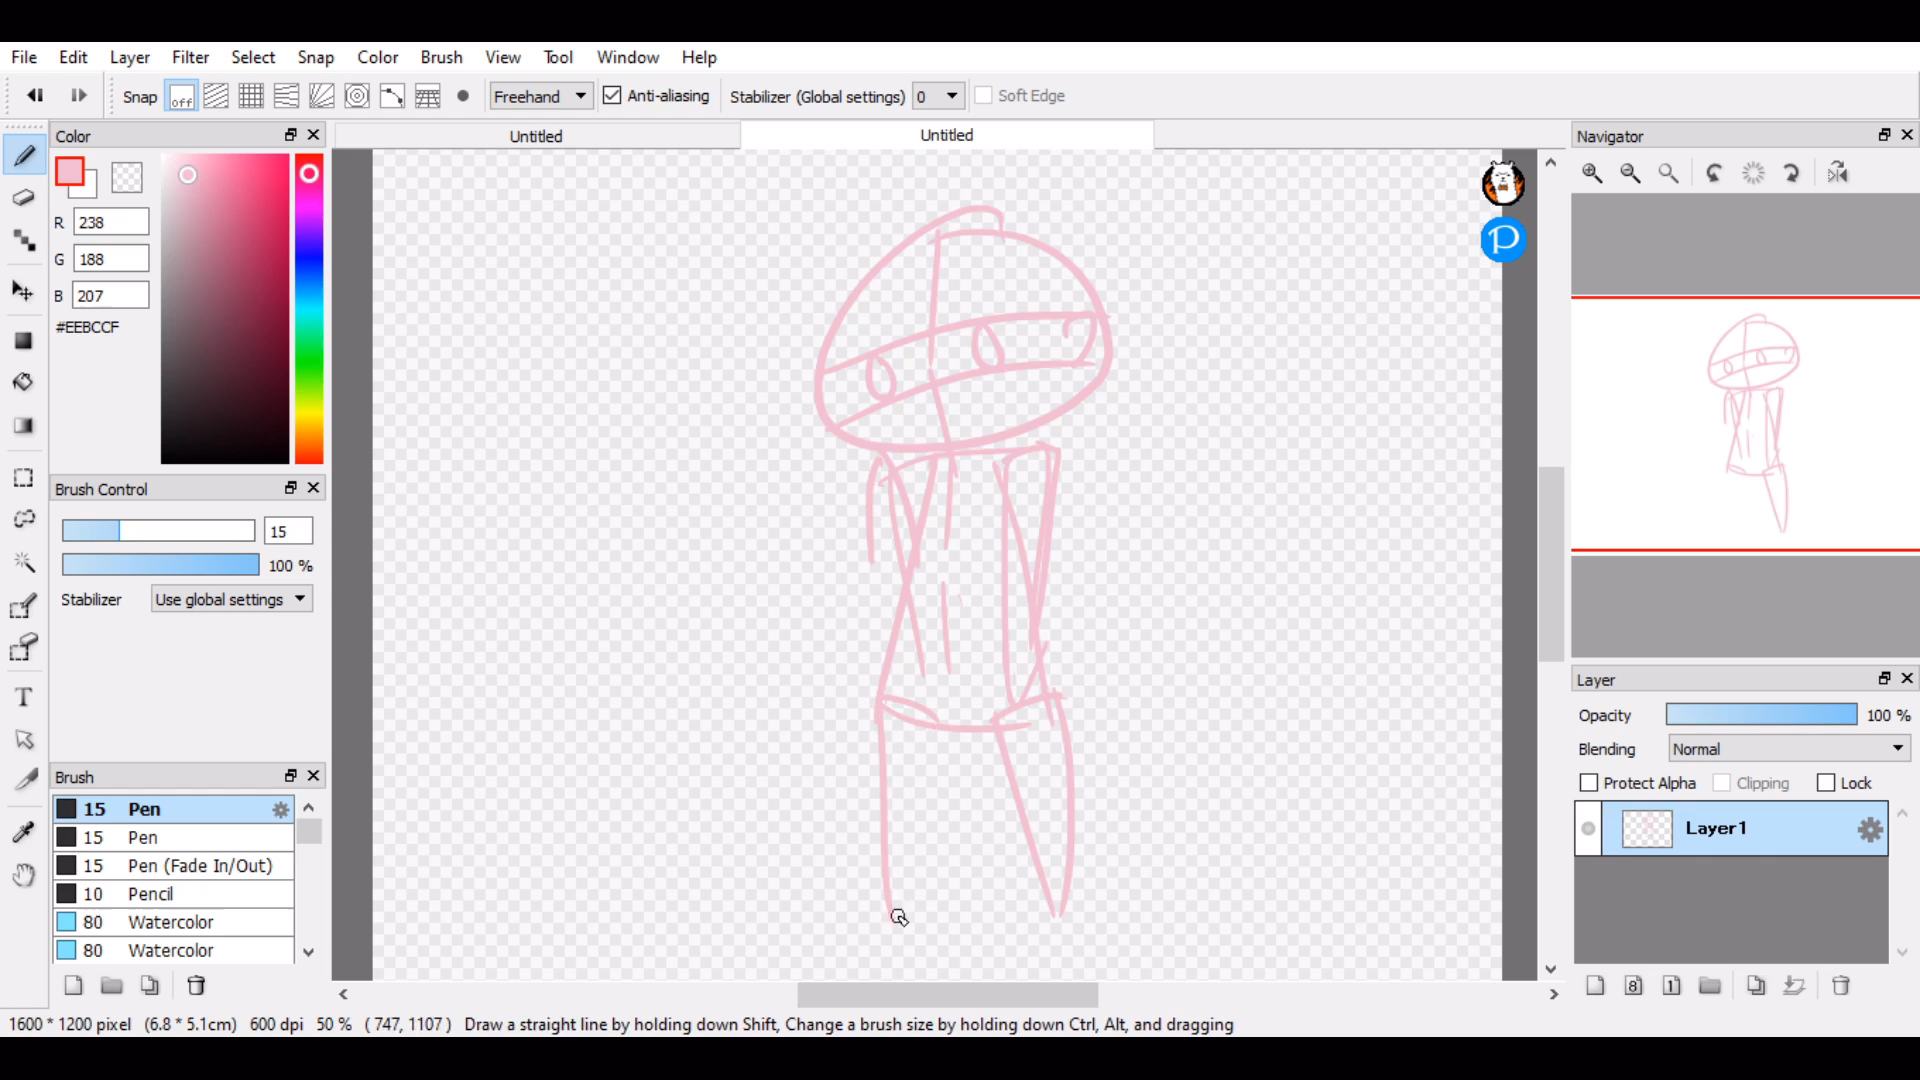 File Edit Layer Filter Select Snap Color Brush View Tool Window Help
Snap off Freehand Anti-aliasing Stabilizer (Global settings) 0 Soft Edge
Color
Untitled
Untitled
Navigator
R 238
G 188
B 207
#EEBCCF
P
Brush Control
15
100 %
Stabilizer Use global settings
Layer
Opacity 100 %
Blending Normal
Protect Alpha Clipping Lock
Layer1
8 1
T
Brush
15 Pen
15 Pen
15 Pen (Fade In/Out)
10 Pencil
80 Watercolor
80 Watercolor
1600 * 1200 pixel (6.8 * 5.1cm) 600 dpi 50 % ( 747, 1107 ) Draw a straight line by holding down Shift, Change a brush size by holding down Ctrl, Alt, and dragging